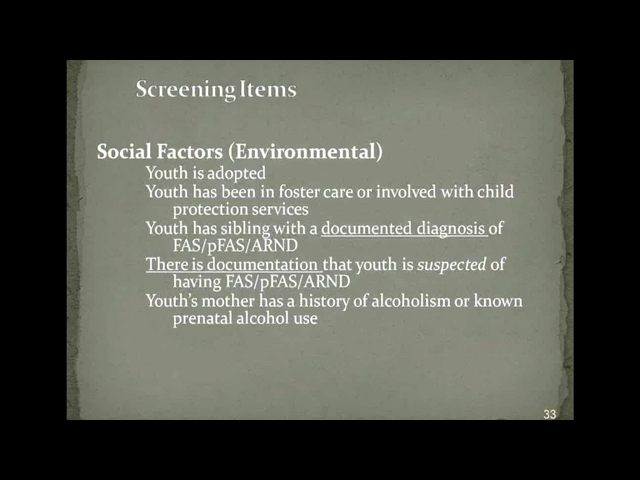 Screening Items
Social Factors (Environmental)
Youth is adopted
Youth has been in foster care or involved with child
protection services
Youth has sibling with a documented diagnosis of
FAS/pFAS/ARND
There is documentation that youth is suspected of
having FAS/pFAS/ARND
Youth's mother has a history of alcoholism or known
prenatal alcohol use
33